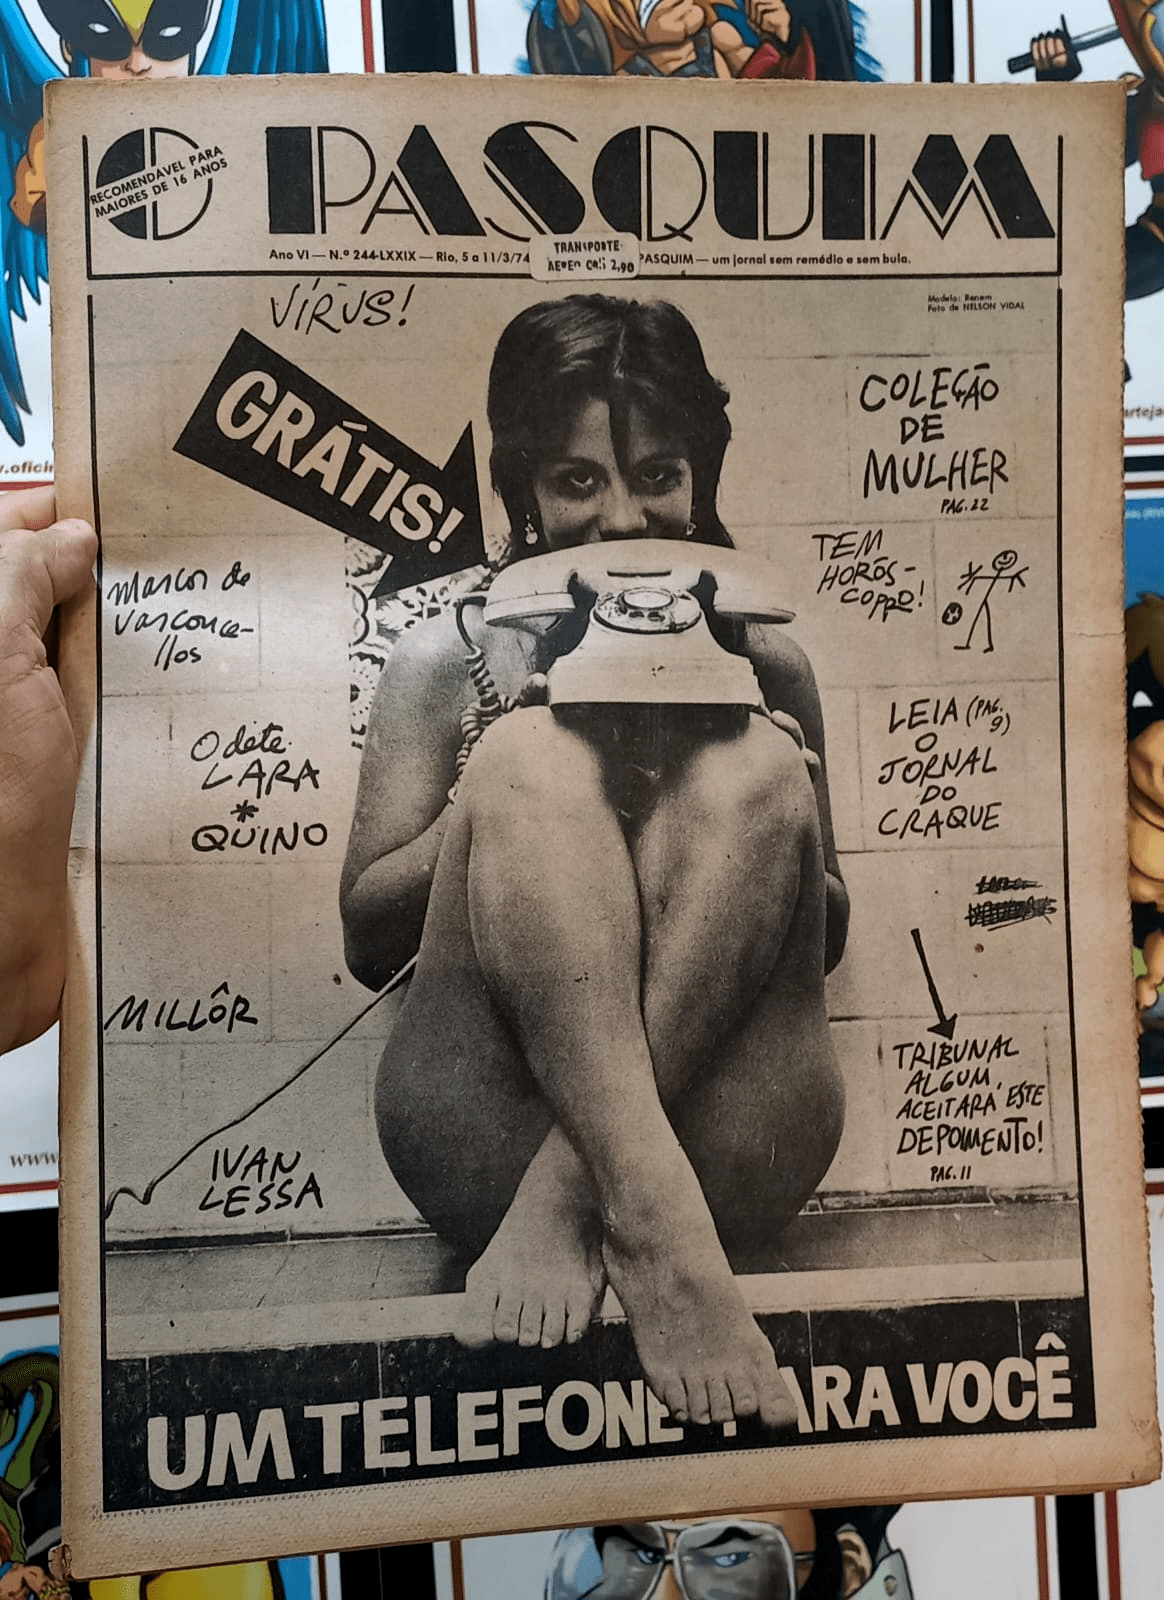 O PASQUIM
RECOMENDAVEL PARA
MAIORES DE 16 ANOS
Ano VI — N.º 244-LXXIX — Rio, 5 a 11/3/74
TRANSPORTE
AEREO CR$ 2,90
PASQUIM — um jornal sem remédio e sem bula.
VÍRUS!
Modelo: Renem
Foto de NELSON VIDAL
GRÁTIS!
COLEÇÃO
DE
MULHER
PAG. 22
TEM
HORÓS-
COPPO!
Marcos de
Vasconce-
llos
LEIA (PAG. 9)
O
JORNAL
DO
CRAQUE
Odete
LARA
*
QUINO
MILLÔR
TRIBUNAL
ALGUM
ACEITARÁ ESTE
DEPOIMENTO!
PAG. 11
IVAN
LESSA
UM TELEFONE PARA VOCÊ
www